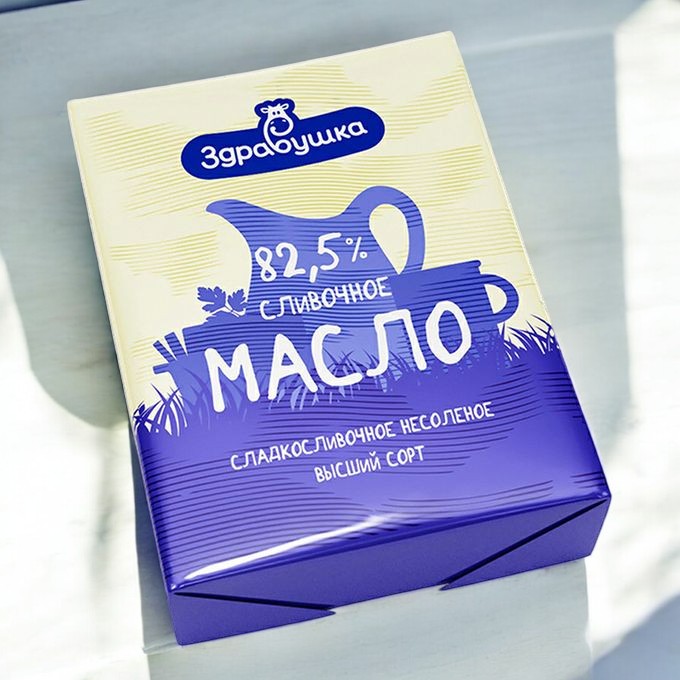 Здравушка
82,5%
СЛИВОЧНОЕ
МАСЛО
СЛАДКОСЛИВОЧНОЕ НЕСОЛЕНОЕ
ВЫСШИЙ СОРТ